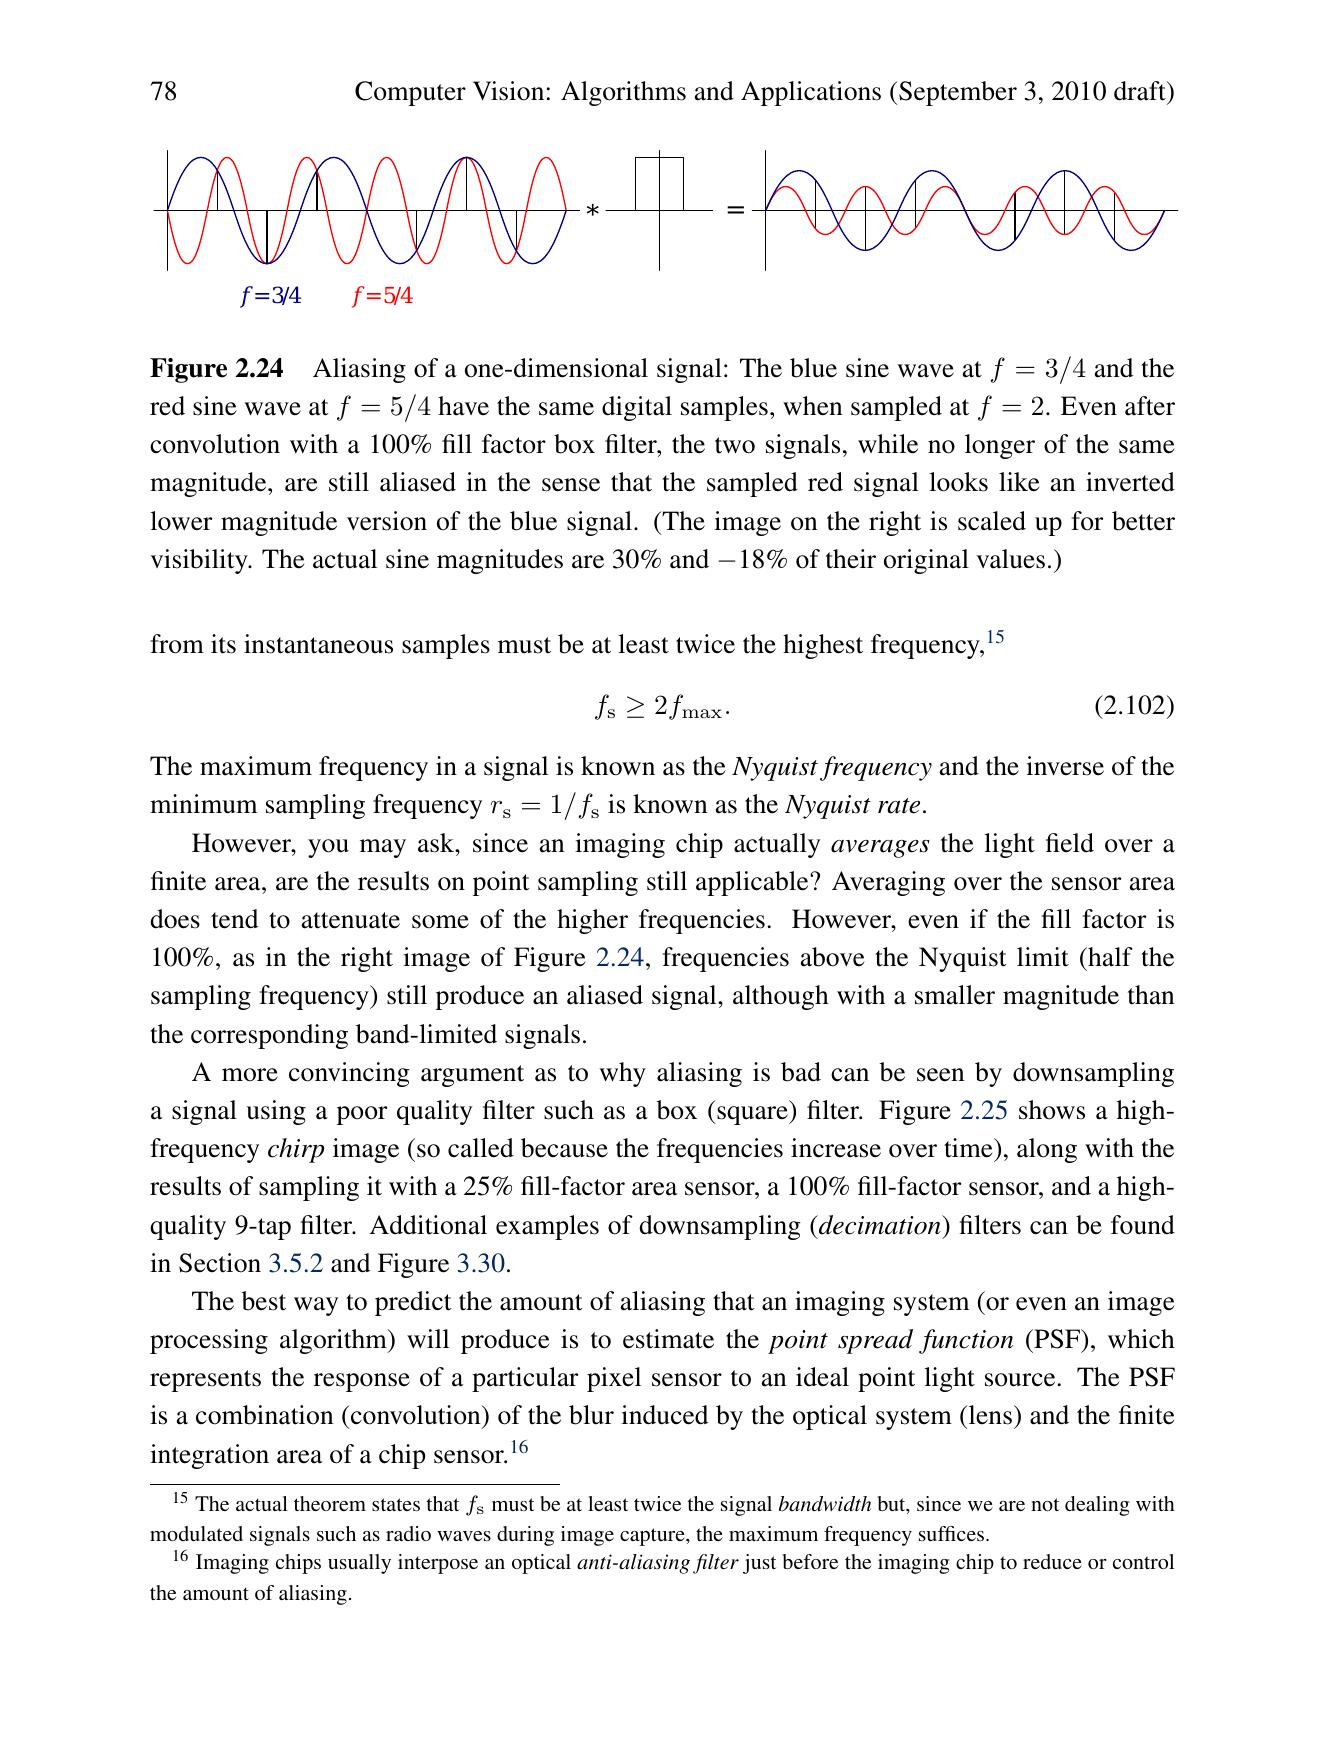 78 Computer Vision: Algorithms and Applications (September 3, 2010 draft)
* =
f=3/4 f=5/4
Figure 2.24 Aliasing of a one-dimensional signal: The blue sine wave at f = 3/4 and the
red sine wave at f = 5/4 have the same digital samples, when sampled at f = 2. Even after
convolution with a 100% fill factor box filter, the two signals, while no longer of the same
magnitude, are still aliased in the sense that the sampled red signal looks like an inverted
lower magnitude version of the blue signal. (The image on the right is scaled up for better
visibility. The actual sine magnitudes are 30% and −18% of their original values.)
from its instantaneous samples must be at least twice the highest frequency,15
fs ≥ 2fmax. (2.102)
The maximum frequency in a signal is known as the Nyquist frequency and the inverse of the
minimum sampling frequency rs = 1/fs is known as the Nyquist rate.
However, you may ask, since an imaging chip actually averages the light field over a
finite area, are the results on point sampling still applicable? Averaging over the sensor area
does tend to attenuate some of the higher frequencies. However, even if the fill factor is
100%, as in the right image of Figure 2.24, frequencies above the Nyquist limit (half the
sampling frequency) still produce an aliased signal, although with a smaller magnitude than
the corresponding band-limited signals.
A more convincing argument as to why aliasing is bad can be seen by downsampling
a signal using a poor quality filter such as a box (square) filter. Figure 2.25 shows a high-
frequency chirp image (so called because the frequencies increase over time), along with the
results of sampling it with a 25% fill-factor area sensor, a 100% fill-factor sensor, and a high-
quality 9-tap filter. Additional examples of downsampling (decimation) filters can be found
in Section 3.5.2 and Figure 3.30.
The best way to predict the amount of aliasing that an imaging system (or even an image
processing algorithm) will produce is to estimate the point spread function (PSF), which
represents the response of a particular pixel sensor to an ideal point light source. The PSF
is a combination (convolution) of the blur induced by the optical system (lens) and the finite
integration area of a chip sensor.16
15 The actual theorem states that fs must be at least twice the signal bandwidth but, since we are not dealing with
modulated signals such as radio waves during image capture, the maximum frequency suffices.
16 Imaging chips usually interpose an optical anti-aliasing filter just before the imaging chip to reduce or control
the amount of aliasing.